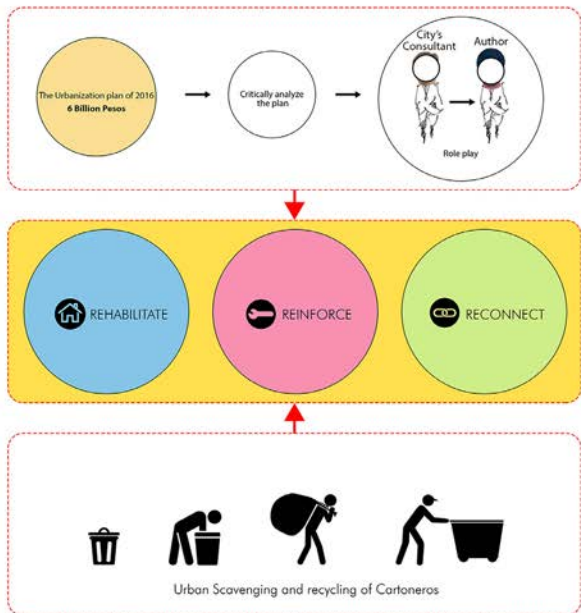 The Urbanization plan of 2016
6 Billion Pesos
Critically analyze
the plan
City's
Consultant
Author
Role play
REHABILITATE
REINFORCE
RECONNECT
Urban Scavenging and recycling of Cartoneros